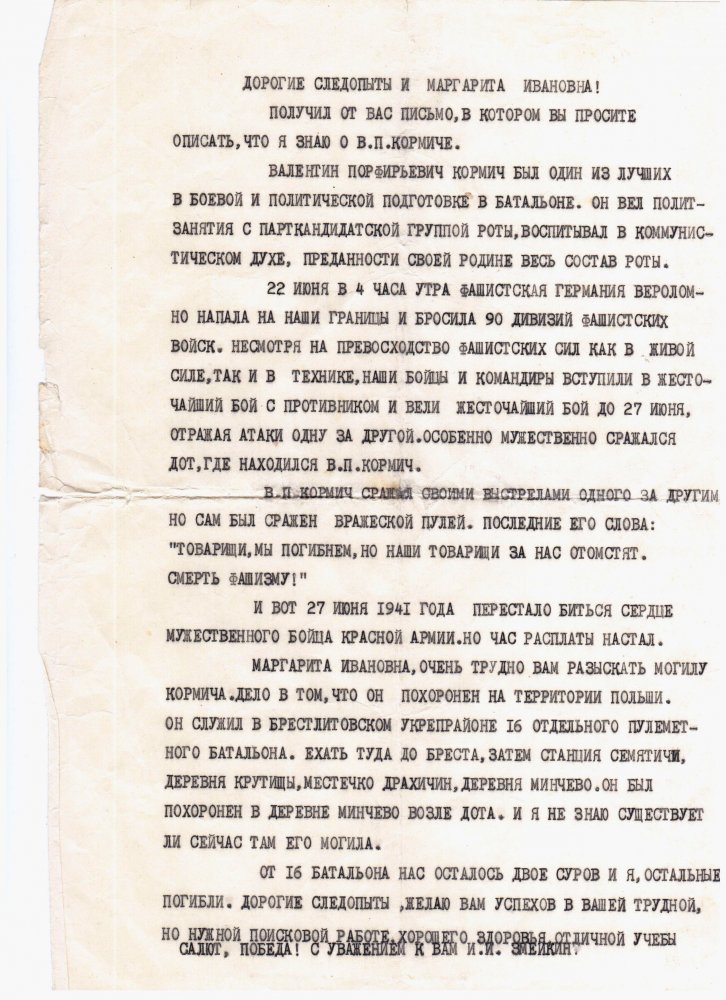 ДОРОГИЕ СЛЕДОПЫТЫ И МАРГАРИТА ИВАНОВНА!
ПОЛУЧИЛ ОТ ВАС ПИСЬМО,В КОТОРОМ ВЫ ПРОСИТЕ
ОПИСАТЬ,ЧТО Я ЗНАЮ О В.П.КОРМИЧЕ.
ВАЛЕНТИН ПОРФИРЬЕВИЧ КОРМИЧ БЫЛ ОДИН ИЗ ЛУЧШИХ
В БОЕВОЙ И ПОЛИТИЧЕСКОЙ ПОДГОТОВКЕ В БАТАЛЬОНЕ. ОН ВЕЛ ПОЛИТ-
ЗАНЯТИЯ С ПАРТКАНДИДАТСКОЙ ГРУППОЙ РОТЫ,ВОСПИТЫВАЛ В КОММУНИС-
ТИЧЕСКОМ ДУХЕ, ПРЕДАННОСТИ СВОЕЙ РОДИНЕ ВЕСЬ СОСТАВ РОТЫ.
22 ИЮНЯ В 4 ЧАСА УТРА ФАШИСТСКАЯ ГЕРМАНИЯ ВЕРОЛОМ-
НО НАПАЛА НА НАШИ ГРАНИЦЫ И БРОСИЛА 90 ДИВИЗИЙ ФАШИСТСКИХ
ВОЙСК. НЕСМОТРЯ НА ПРЕВОСХОДСТВО ФАШИСТСКИХ СИЛ КАК В ЖИВОЙ
СИЛЕ,ТАК И В ТЕХНИКЕ,НАШИ БОЙЦЫ И КОМАНДИРЫ ВСТУПИЛИ В ЖЕСТО-
ЧАЙШИЙ БОЙ С ПРОТИВНИКОМ И ВЕЛИ ЖЕСТОЧАЙШИЙ БОЙ ДО 27 ИЮНЯ,
ОТРАЖАЯ АТАКИ ОДНУ ЗА ДРУГОЙ.ОСОБЕННО МУЖЕСТВЕННО СРАЖАЛСЯ
ДОТ,ГДЕ НАХОДИЛСЯ В.П.КОРМИЧ.
В.П.КОРМИЧ СРАЖАЛ СВОИМИ ВЫСТРЕЛАМИ ОДНОГО ЗА ДРУГИМ
НО САМ БЫЛ СРАЖЕН ВРАЖЕСКОЙ ПУЛЕЙ. ПОСЛЕДНИЕ ЕГО СЛОВА:
"ТОВАРИЩИ,МЫ ПОГИБНЕМ,НО НАШИ ТОВАРИЩИ ЗА НАС ОТОМСТЯТ.
СМЕРТЬ ФАШИЗМУ!"
И ВОТ 27 ИЮНЯ 1941 ГОДА ПЕРЕСТАЛО БИТЬСЯ СЕРДЦЕ
МУЖЕСТВЕННОГО БОЙЦА КРАСНОЙ АРМИИ.НО ЧАС РАСПЛАТЫ НАСТАЛ.
МАРГАРИТА ИВАНОВНА,ОЧЕНЬ ТРУДНО ВАМ РАЗЫСКАТЬ МОГИЛУ
КОРМИЧА.ДЕЛО В ТОМ,ЧТО ОН ПОХОРОНЕН НА ТЕРРИТОРИИ ПОЛЬШИ.
ОН СЛУЖИЛ В БРЕСТЛИТОВСКОМ УКРЕПРАЙОНЕ 16 ОТДЕЛЬНОГО ПУЛЕМЕТ-
НОГО БАТАЛЬОНА. ЕХАТЬ ТУДА ДО БРЕСТА,ЗАТЕМ СТАНЦИЯ СЕМЯТИЧИ,
ДЕРЕВНЯ КРУТИЦЫ,МЕСТЕЧКО ДРАХИЧИН,ДЕРЕВНЯ МИНЧЕВО.ОН БЫЛ
ПОХОРОНЕН В ДЕРЕВНЕ МИНЧЕВО ВОЗЛЕ ДОТА. И Я НЕ ЗНАЮ СУЩЕСТВУЕТ
ЛИ СЕЙЧАС ТАМ ЕГО МОГИЛА.
ОТ 16 БАТАЛЬОНА НАС ОСТАЛОСЬ ДВОЕ СУРОВ И Я,ОСТАЛЬНЫЕ
ПОГИБЛИ. ДОРОГИЕ СЛЕДОПЫТЫ ,ЖЕЛАЮ ВАМ УСПЕХОВ В ВАШЕЙ ТРУДНОЙ,
НО НУЖНОЙ ПОИСКОВОЙ РАБОТЕ,ХОРОШЕГО ЗДОРОВЬЯ,ОТЛИЧНОЙ УЧЕБЫ
САЛЮТ, ПОБЕДА! С УВАЖЕНИЕМ К ВАМ И.И. ЗМЕЙКИН.